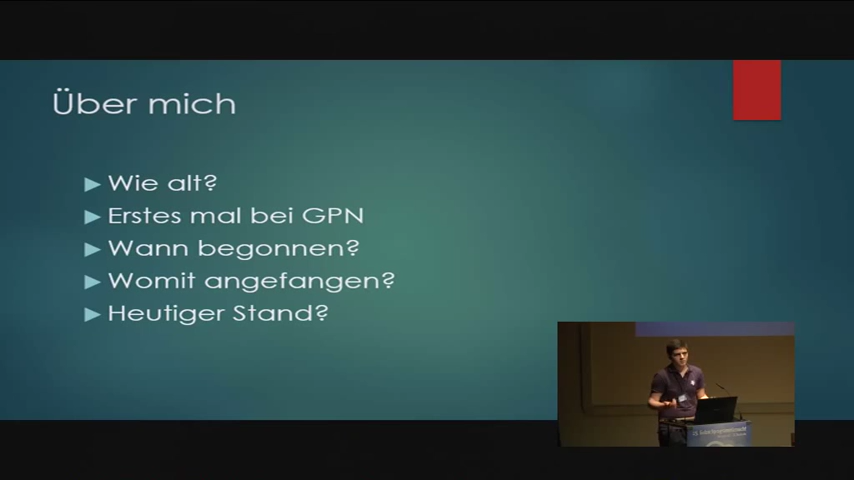 Über mich
Wie alt?
Erstes mal bei GPN
Wann begonnen?
Womit angefangen?
Heutiger Stand?